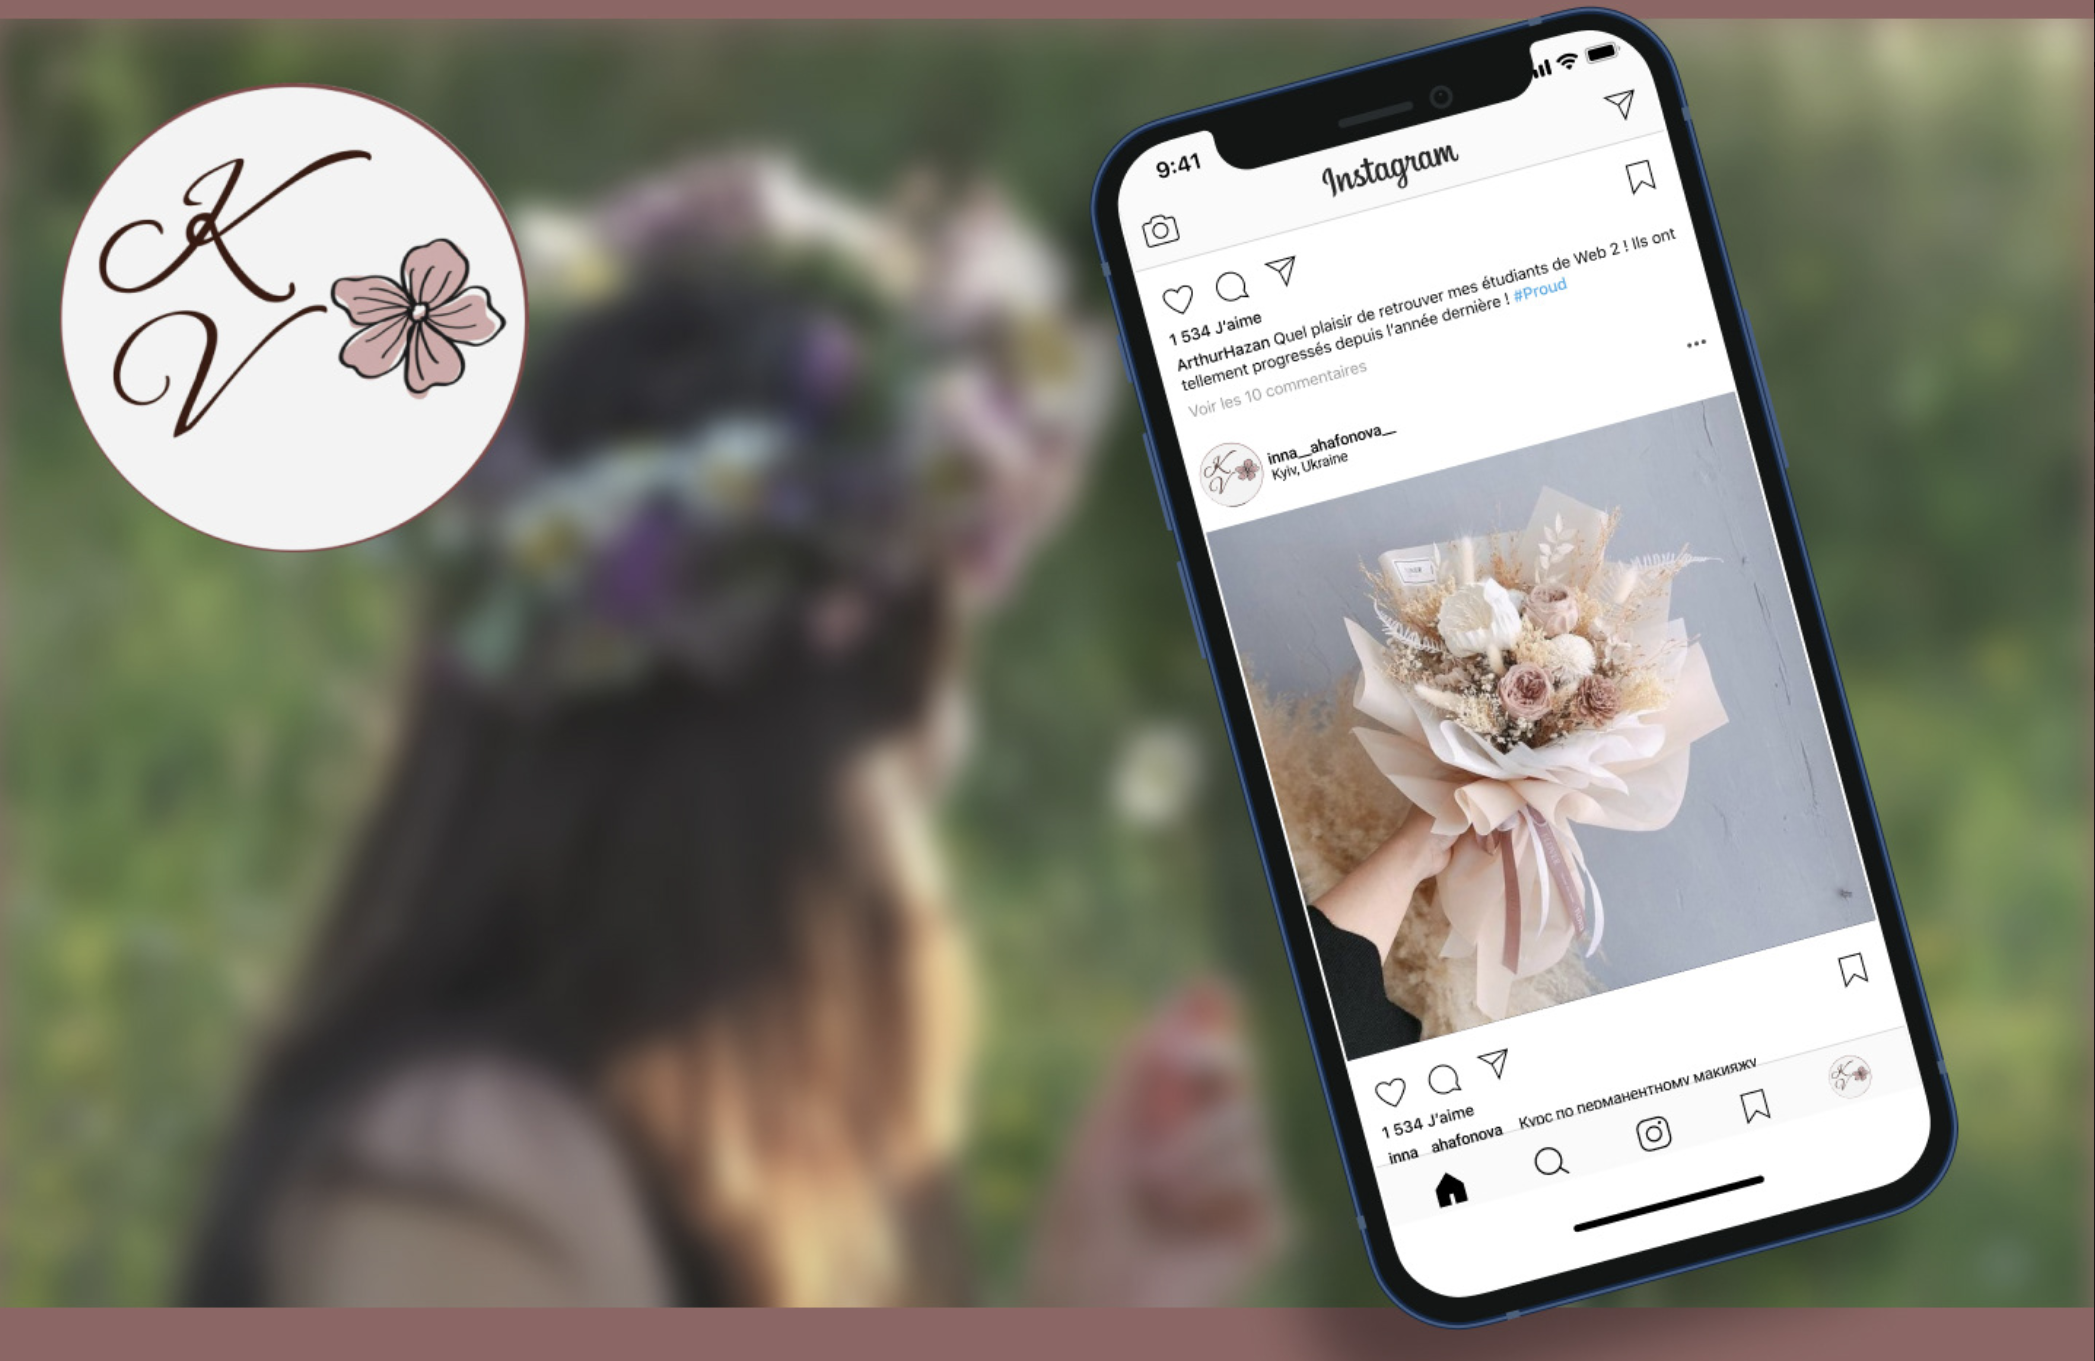 K
V
9:41
Instagram
1 534 J'aime
ArthurHazan Quel plaisir de retrouver mes étudiants de Web 2 ! Ils ont
tellement progressés depuis l'année dernière ! #Proud
Voir les 10 commentaires
K
V
inna__ahafonova__
Kyiv, Ukraine
1 534 J'aime
inna__ahafonova__ Курс по перманентному макияжу
K
V